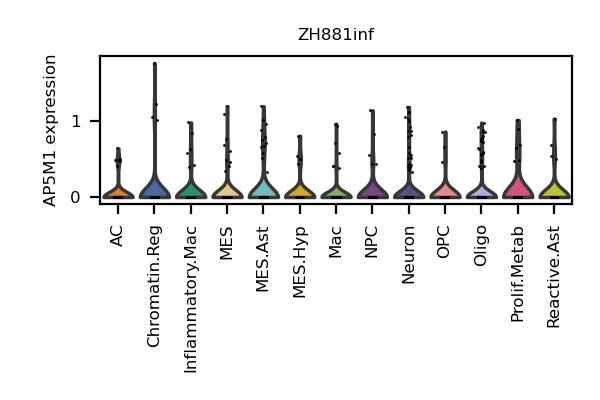 ZH881inf
AP5M1 expression
1
0
AC
Chromatin.Reg
Inflammatory.Mac
MES
MES.Ast
MES.Hyp
Mac
NPC
Neuron
OPC
Oligo
Prolif.Metab
Reactive.Ast